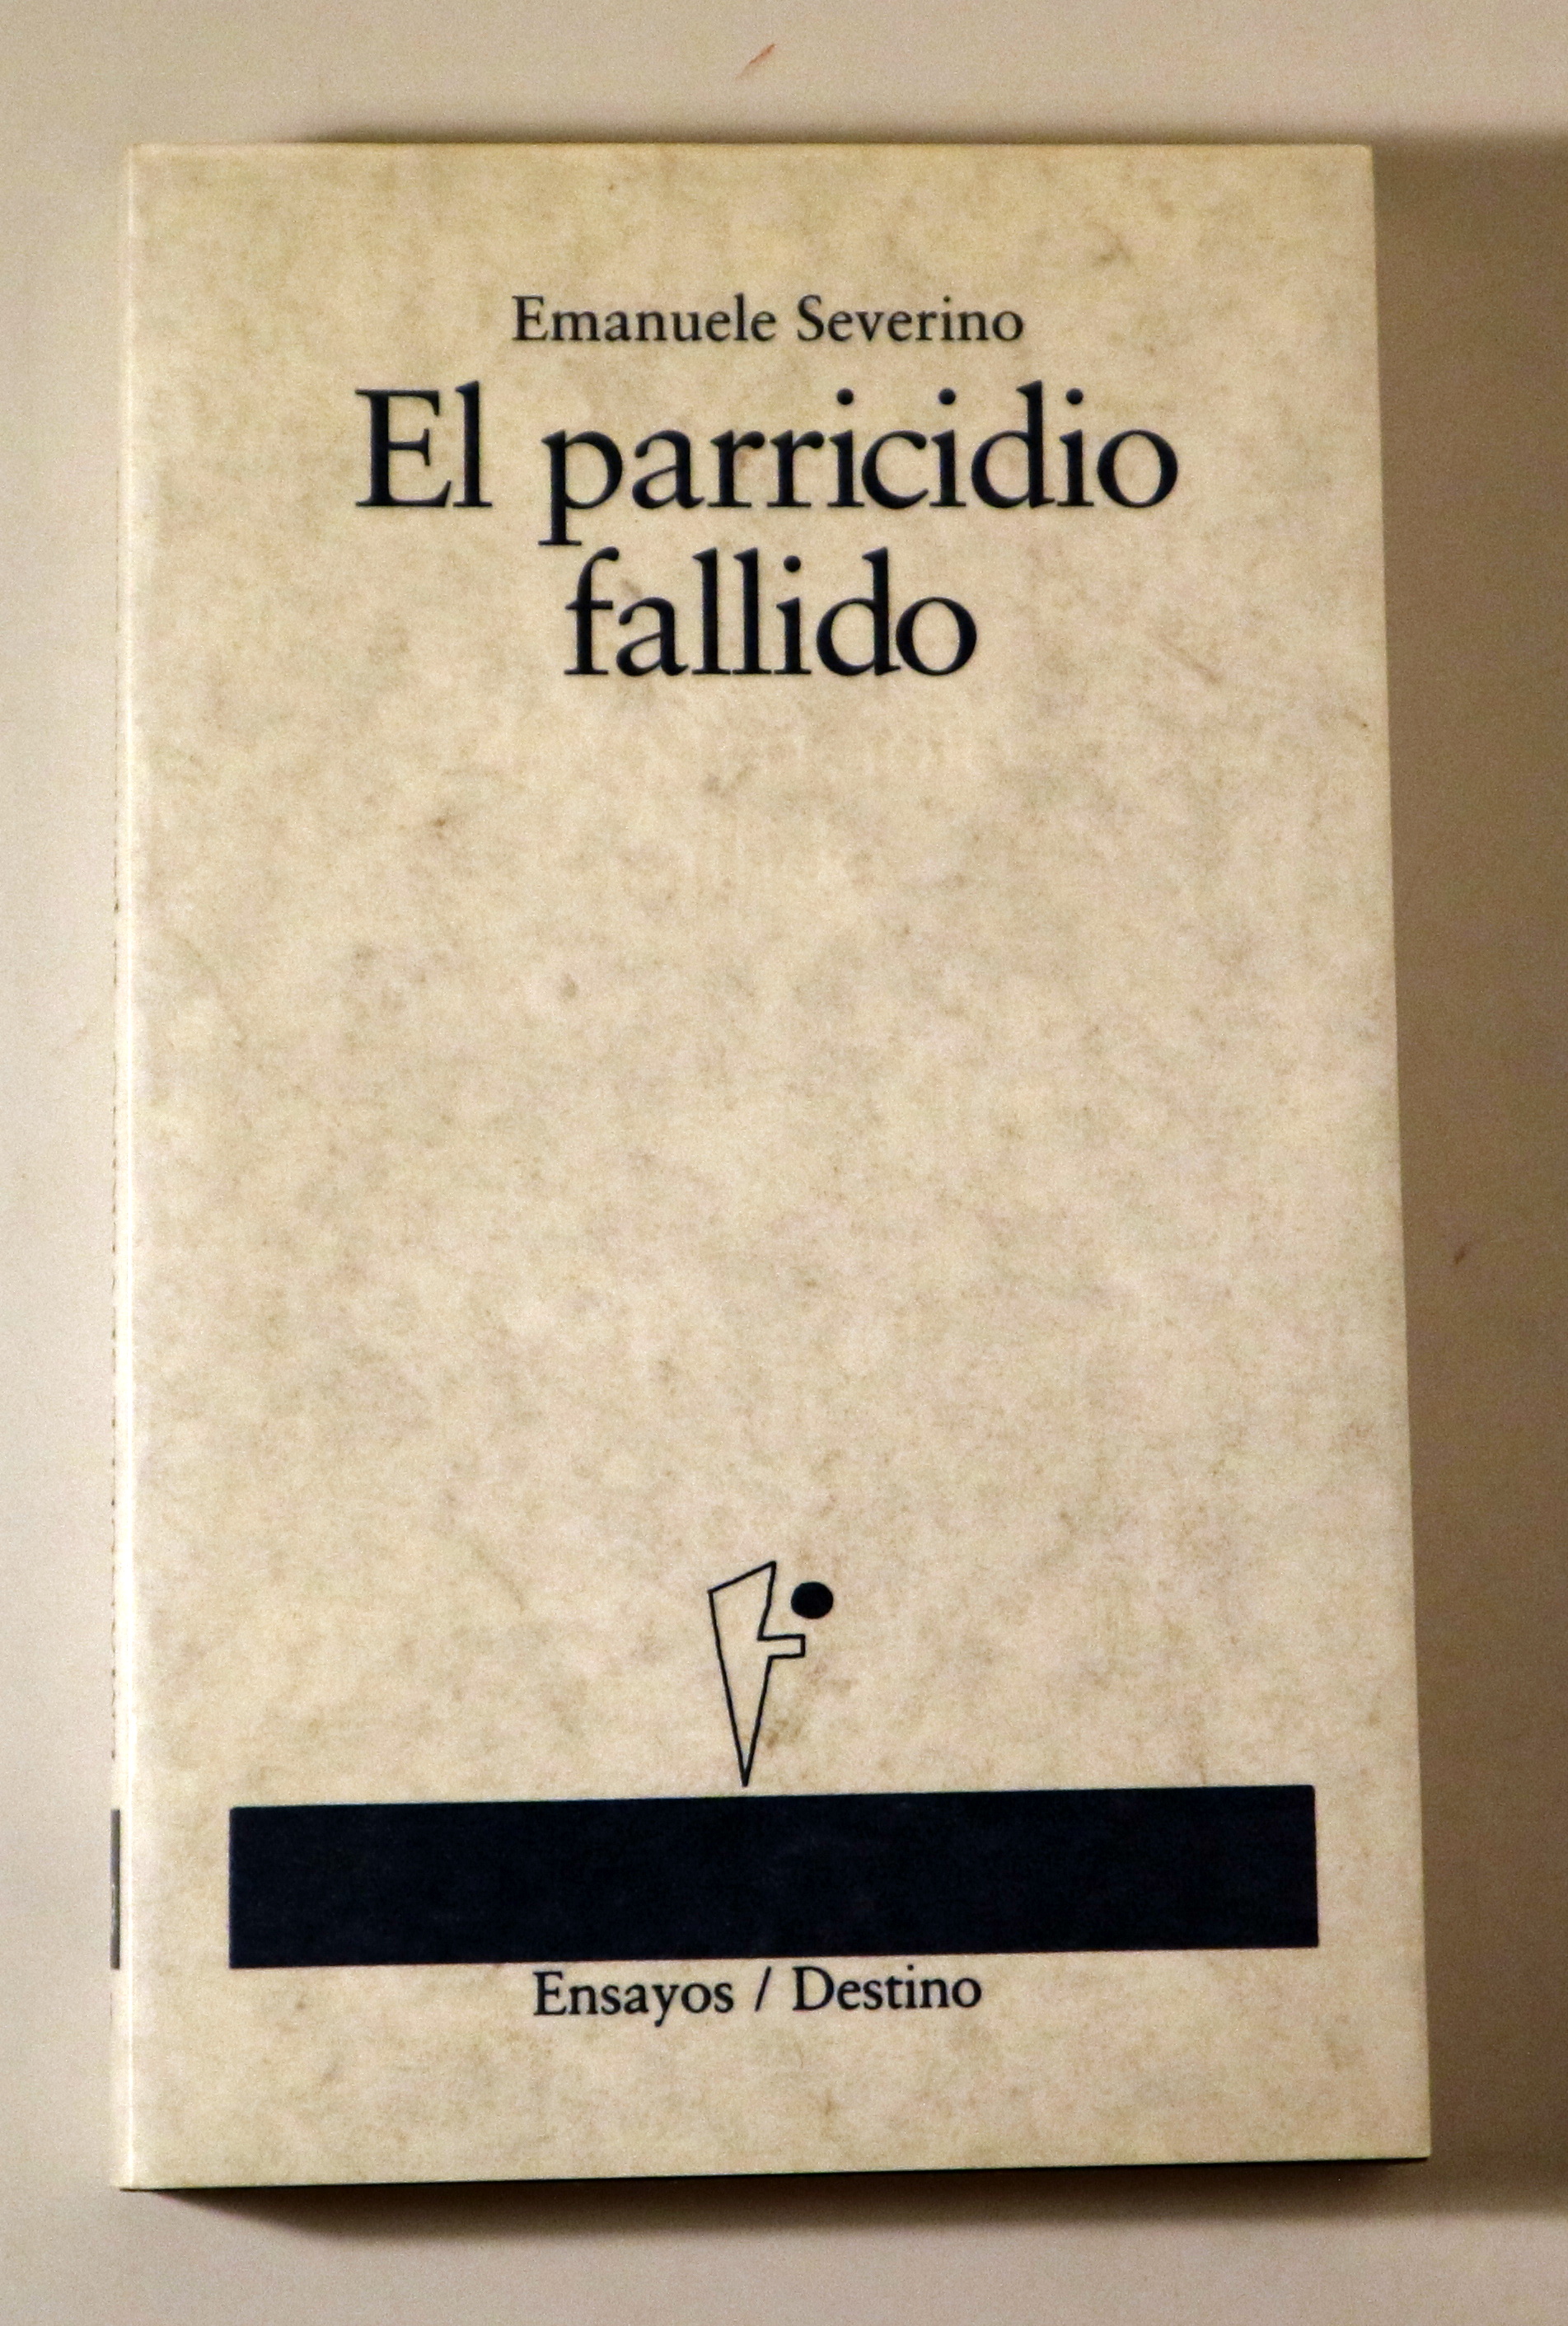 Emanuele Severino
El parricidio
fallido
Ensayos / Destino